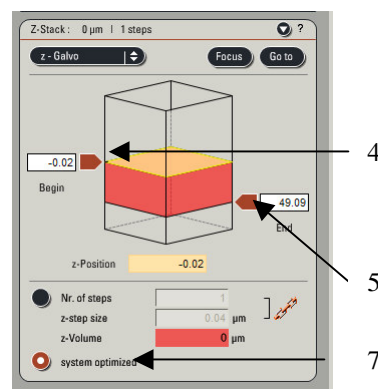 Z-Stack: 0 µm | 1 steps ?
z - Galvo Focus Go to
4
-0.02
Begin
49.09
End
5
z-Position -0.02
Nr. of steps 1
z-step size 0.04 µm
z-Volume 0 µm
system optimized 7